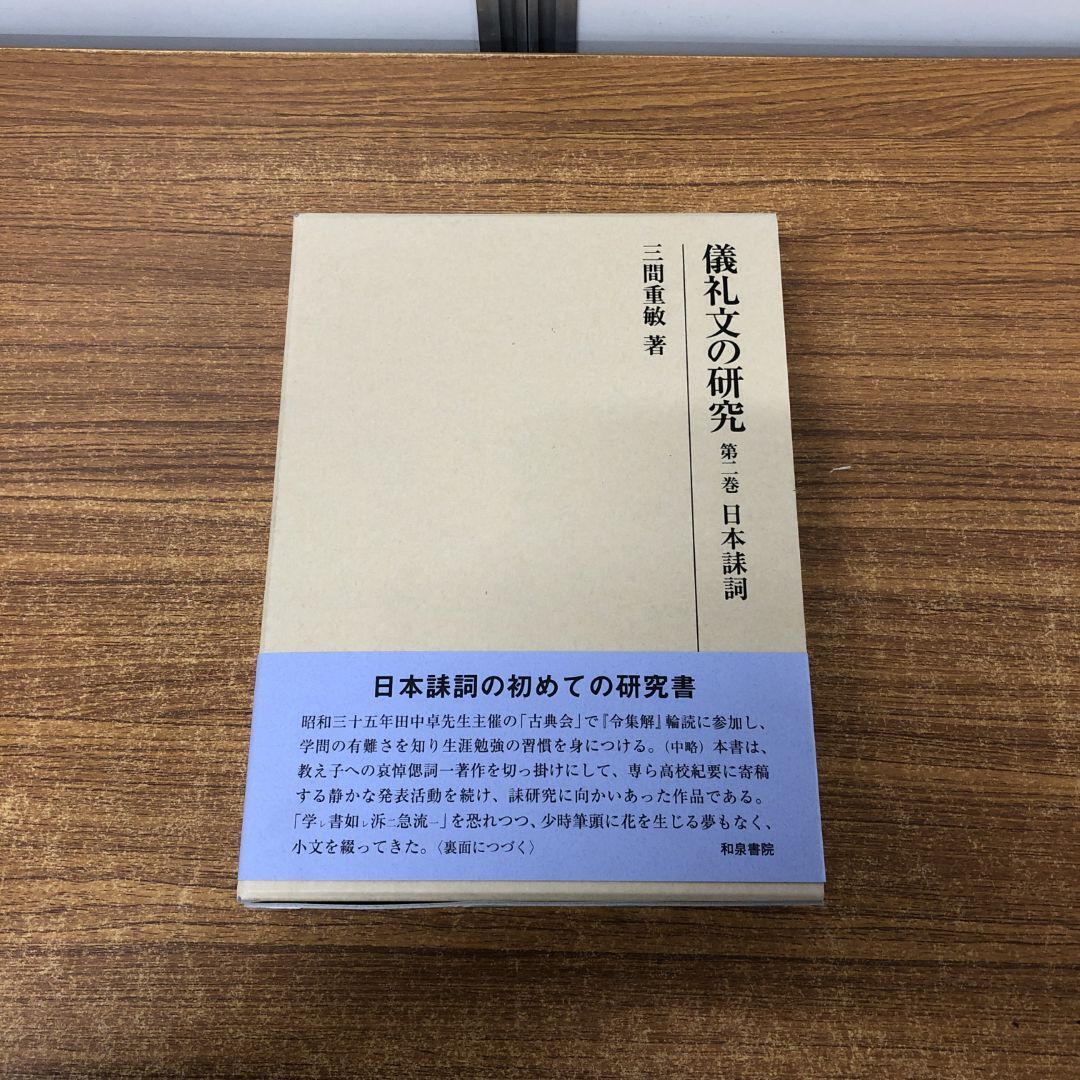 儀礼文の研究 第二巻 日本誄詞
三間重敏 著
日本誄詞の初めての研究書
昭和三十五年田中卓先生主催の「古典会」で『令集解』輪読に参加し、
学問の有難さを知り生涯勉強の習慣を身につける。(中略)本書は、
教え子への哀悼偲詞一著作を切っ掛けにして、専ら高校紀要に寄稿
する静かな発表活動を続け、誄研究に向かいあった作品である。
「学レ書如レ泝二急流一」を恐れつつ、少時筆頭に花を生じる夢もなく、
小文を綴ってきた。〈裏面につづく〉
和泉書院